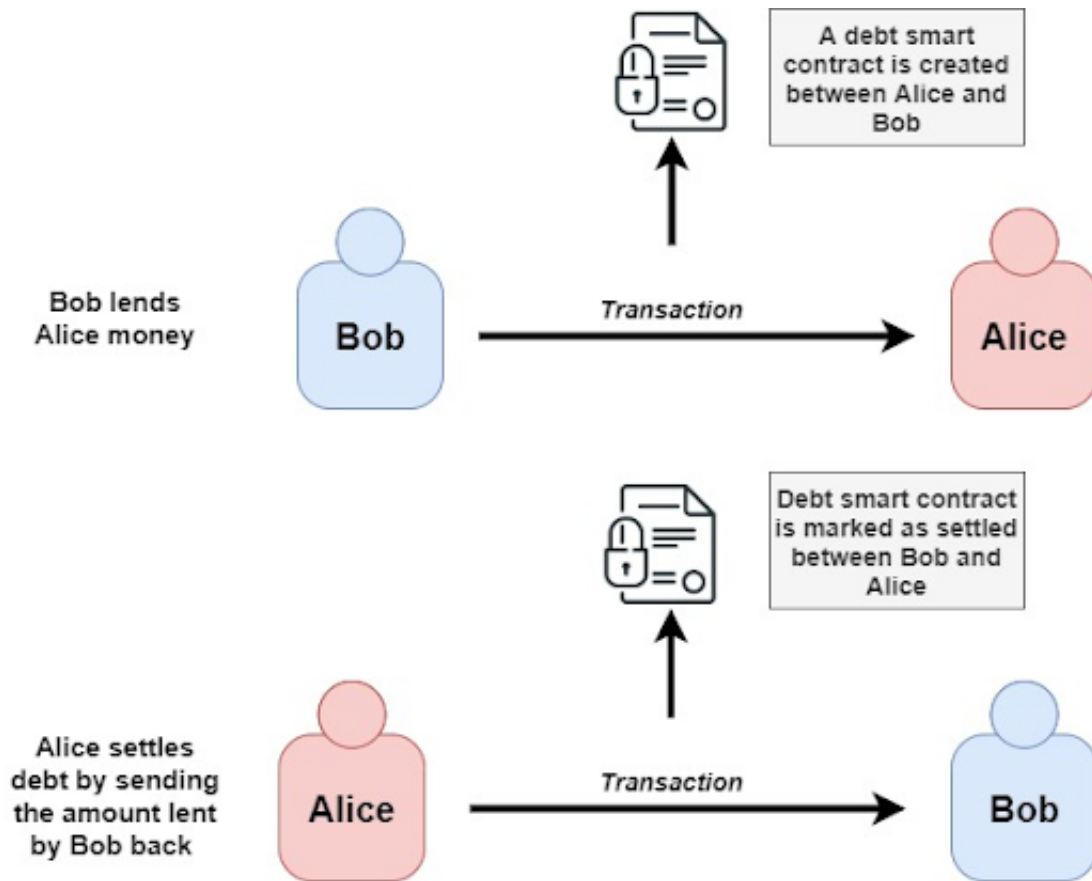 A debt smart
contract is created
between Alice and
Bob
Bob lends
Alice money
Bob
Transaction
Alice
Debt smart contract
is marked as settled
between Bob and
Alice
Alice settles
debt by sending
the amount lent
by Bob back
Alice
Transaction
Bob